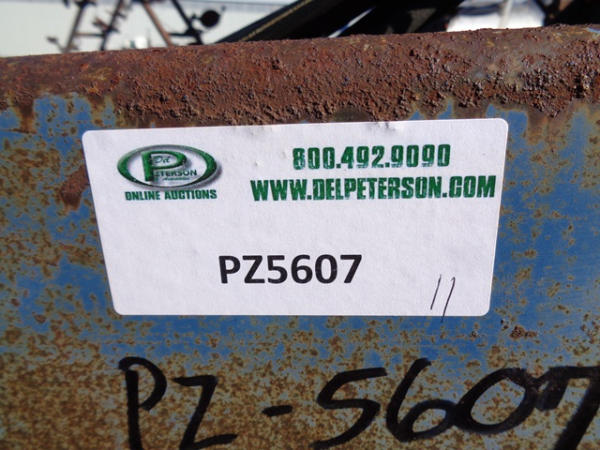 Del
PETERSON
ONLINE AUCTIONS
800.492.9090
WWW.DELPETERSON.COM
PZ5607
11
PZ-5607